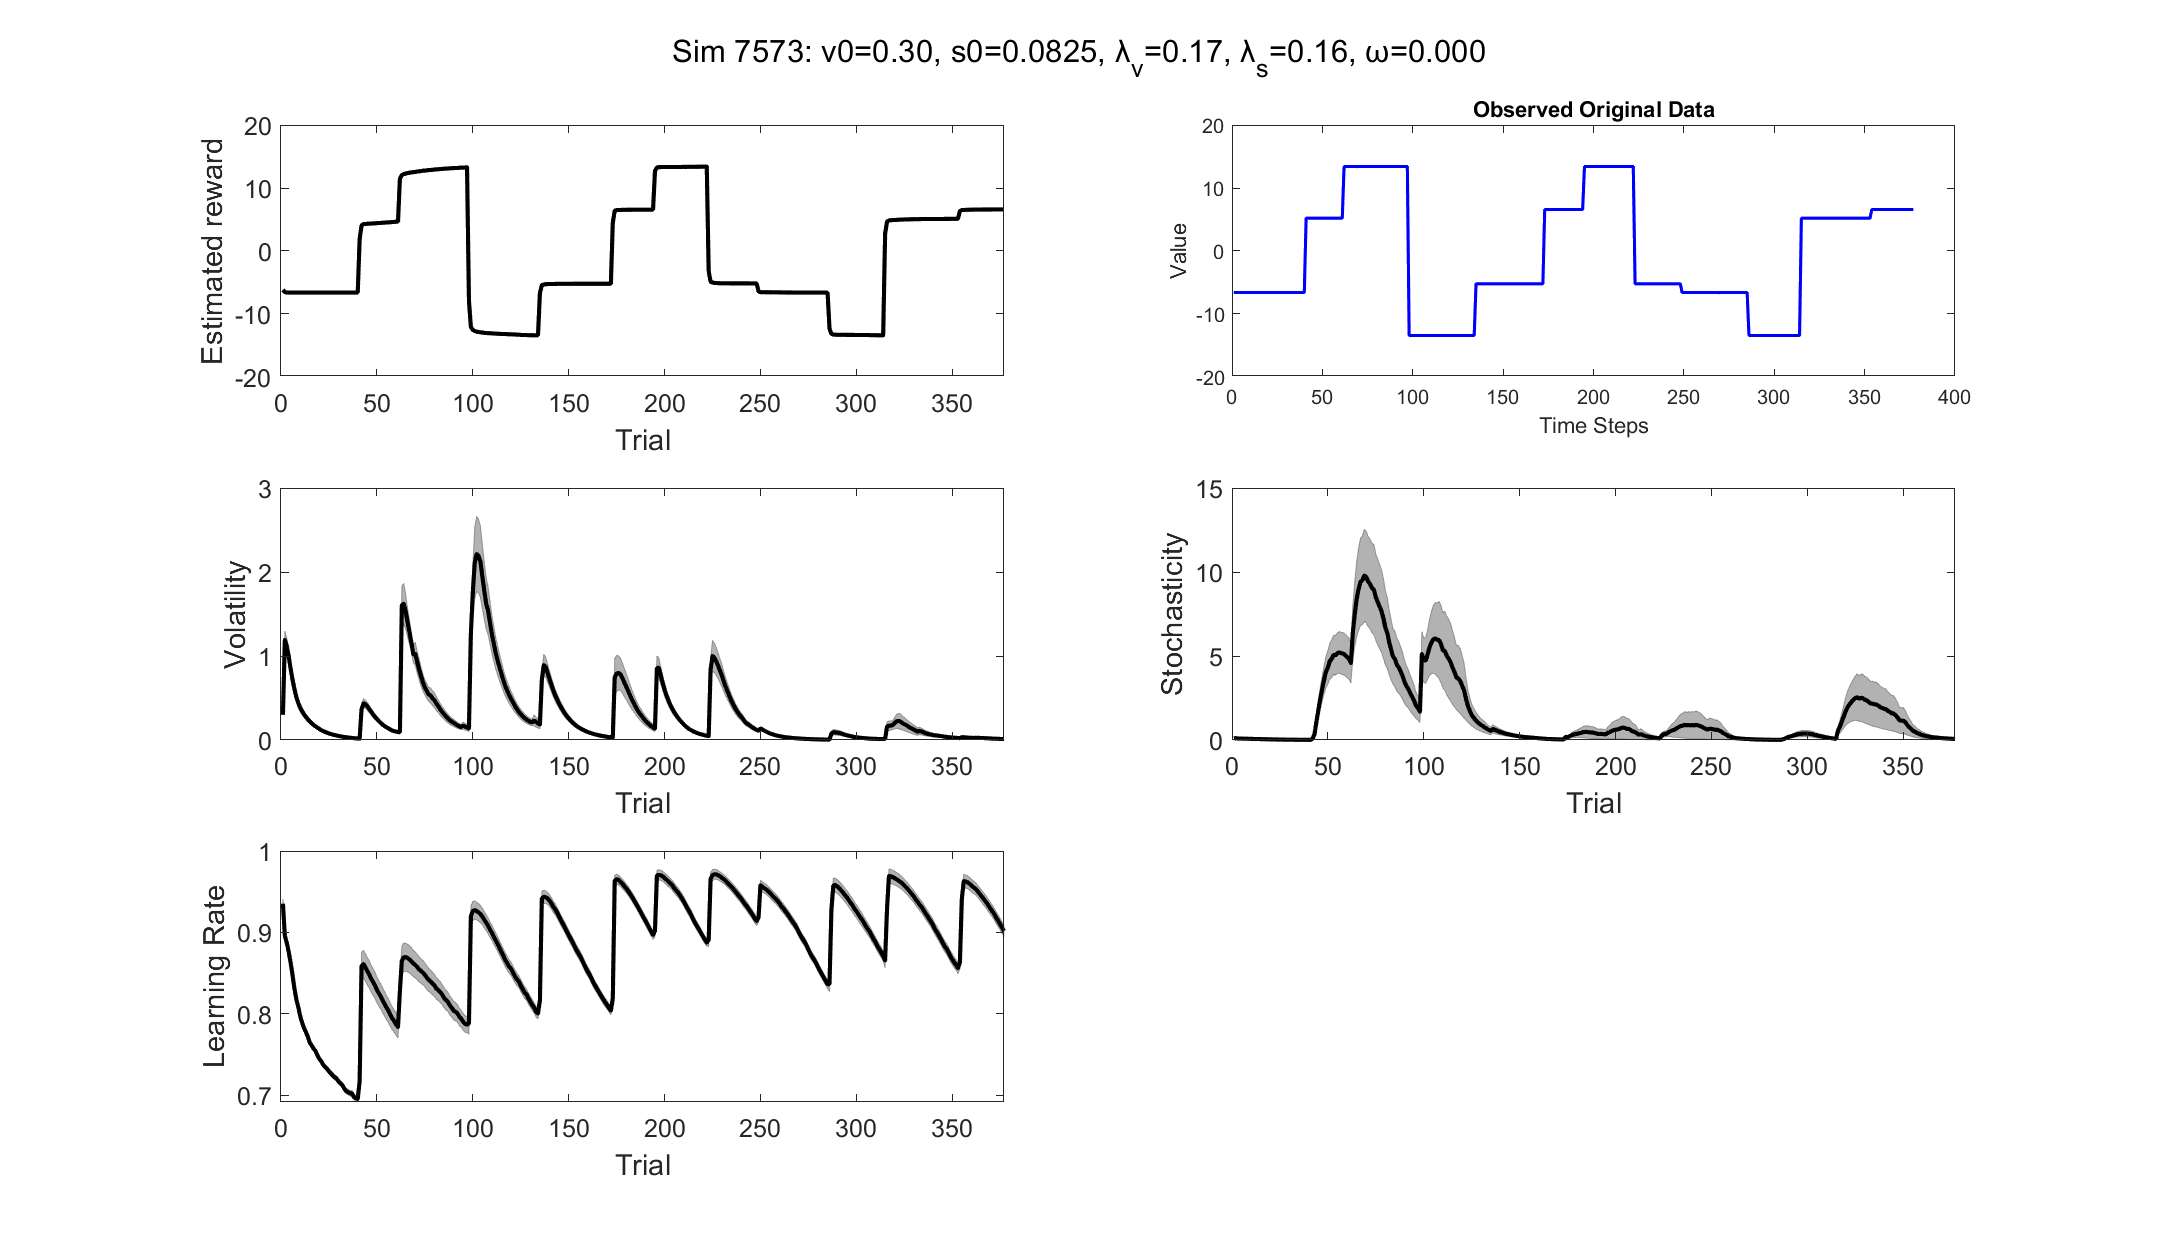 Sim 7573: v0=0.30, s0=0.0825, λv=0.17, λs=0.16, ω=0.000
Estimated reward
20
10
0
-10
-20
0 50 100 150 200 250 300 350
Trial
Observed Original Data
Value
20
10
0
-10
-20
0 50 100 150 200 250 300 350 400
Time Steps
Volatility
3
2
1
0
0 50 100 150 200 250 300 350
Trial
Stochasticity
15
10
5
0
0 50 100 150 200 250 300 350
Trial
Learning Rate
1
0.9
0.8
0.7
0 50 100 150 200 250 300 350
Trial